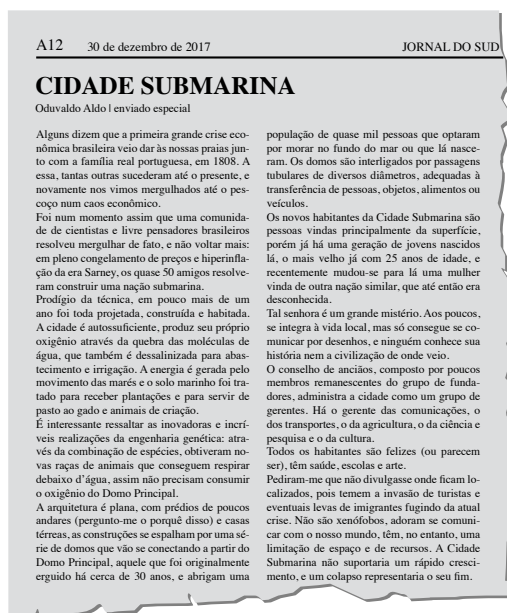 A12 30 de dezembro de 2017 JORNAL DO SUD
CIDADE SUBMARINA
Oduvaldo Aldo | enviado especial
Alguns dizem que a primeira grande crise eco-
nômica brasileira veio dar às nossas praias jun-
to com a família real portuguesa, em 1808. A
essa, tantas outras sucederam até o presente, e
novamente nos vimos mergulhados até o pes-
coço num caos econômico.
Foi num momento assim que uma comunida-
de de cientistas e livre pensadores brasileiros
resolveu mergulhar de fato, e não voltar mais:
em pleno congelamento de preços e hiperinfla-
ção da era Sarney, os quase 50 amigos resolve-
ram construir uma nação submarina.
Prodígio da técnica, em pouco mais de um
ano foi toda projetada, construída e habitada.
A cidade é autossuficiente, produz seu próprio
oxigênio através da quebra das moléculas de
água, que também é dessalinizada para abas-
tecimento e irrigação. A energia é gerada pelo
movimento das marés e o solo marinho foi tra-
tado para receber plantações e para servir de
pasto ao gado e animais de criação.
É interessante ressaltar as inovadoras e incrí-
veis realizações da engenharia genética: atra-
vés da combinação de espécies, obtiveram no-
vas raças de animais que conseguem respirar
debaixo d'água, assim não precisam consumir
o oxigênio do Domo Principal.
A arquitetura é plana, com prédios de poucos
andares (pergunto-me o porquê disso) e casas
térreas, as construções se espalham por uma sé-
rie de domos que vão se conectando a partir do
Domo Principal, aquele que foi originalmente
erguido há cerca de 30 anos, e abrigam uma
população de quase mil pessoas que optaram
por morar no fundo do mar ou que lá nasce-
ram. Os domos são interligados por passagens
tubulares de diversos diâmetros, adequadas à
transferência de pessoas, objetos, alimentos ou
veículos.
Os novos habitantes da Cidade Submarina são
pessoas vindas principalmente da superfície,
porém já há uma geração de jovens nascidos
lá, o mais velho já com 25 anos de idade, e
recentemente mudou-se para lá uma mulher
vinda de outra nação similar, que até então era
desconhecida.
Tal senhora é um grande mistério. Aos poucos,
se integra à vida local, mas só consegue se co-
municar por desenhos, e ninguém conhece sua
história nem a civilização de onde veio.
O conselho de anciãos, composto por poucos
membros remanescentes do grupo de funda-
dores, administra a cidade como um grupo de
gerentes. Há o gerente das comunicações, o
dos transportes, o da agricultura, o da ciência e
pesquisa e o da cultura.
Todos os habitantes são felizes (ou parecem
ser), têm saúde, escolas e arte.
Pediram-me que não divulgasse onde ficam lo-
calizados, pois temem a invasão de turistas e
eventuais levas de imigrantes fugindo da atual
crise. Não são xenófobos, adoram se comuni-
car com o nosso mundo, têm, no entanto, uma
limitação de espaço e de recursos. A Cidade
Submarina não suportaria um rápido cresci-
mento, e um colapso representaria o seu fim.